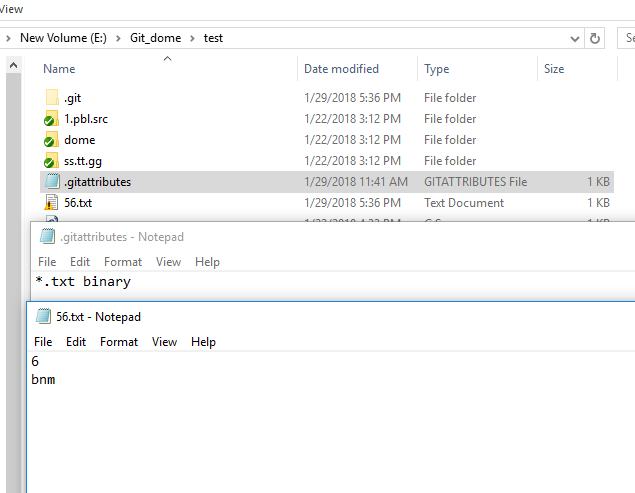 View
New Volume (E:) Git_dome test Se
Name Date modified Type Size
.git 1/29/2018 5:36 PM File folder
1.pbl.src 1/22/2018 3:12 PM File folder
dome 1/22/2018 3:12 PM File folder
ss.tt.gg 1/22/2018 3:12 PM File folder
.gitattributes 1/29/2018 11:41 AM GITATTRIBUTES File 1 KB
56.txt 1/29/2018 5:36 PM Text Document 1 KB
.gitattributes - Notepad
File Edit Format View Help
*.txt binary
56.txt - Notepad
File Edit Format View Help
6
bnm